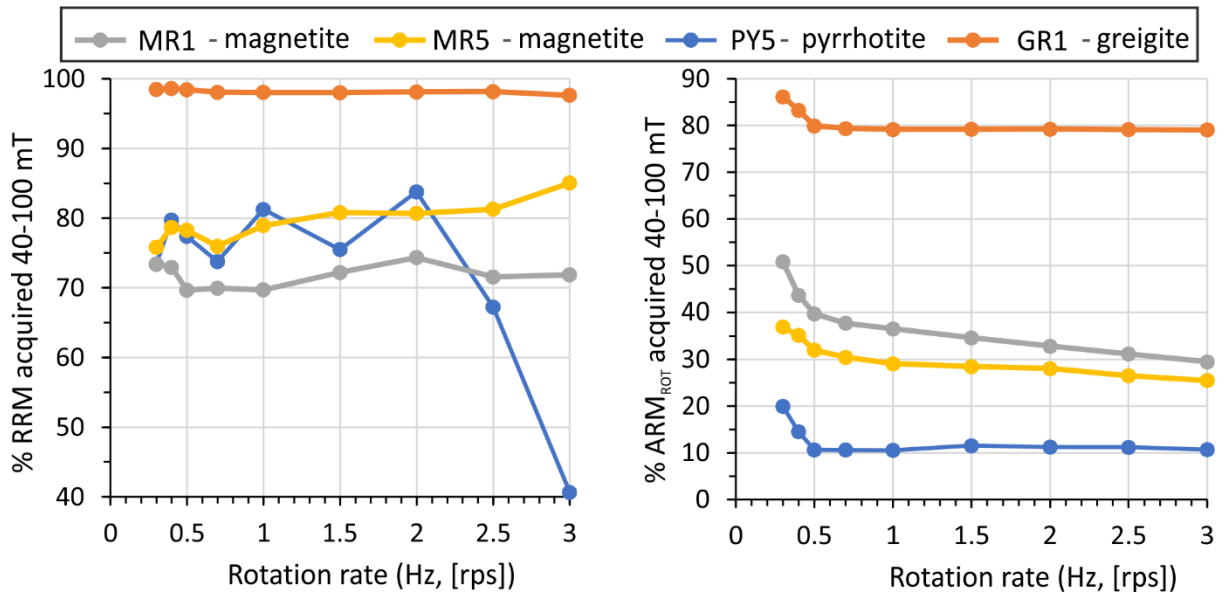 MR1 - magnetite MR5 - magnetite PY5 - pyrrhotite GR1 - greigite
% RRM acquired 40-100 mT
100
90
80
70
60
50
40
0 0.5 1 1.5 2 2.5 3
Rotation rate (Hz, [rps])
% ARM_ROT acquired 40-100 mT
90
80
70
60
50
40
30
20
10
0
0 0.5 1 1.5 2 2.5 3
Rotation rate (Hz, [rps])